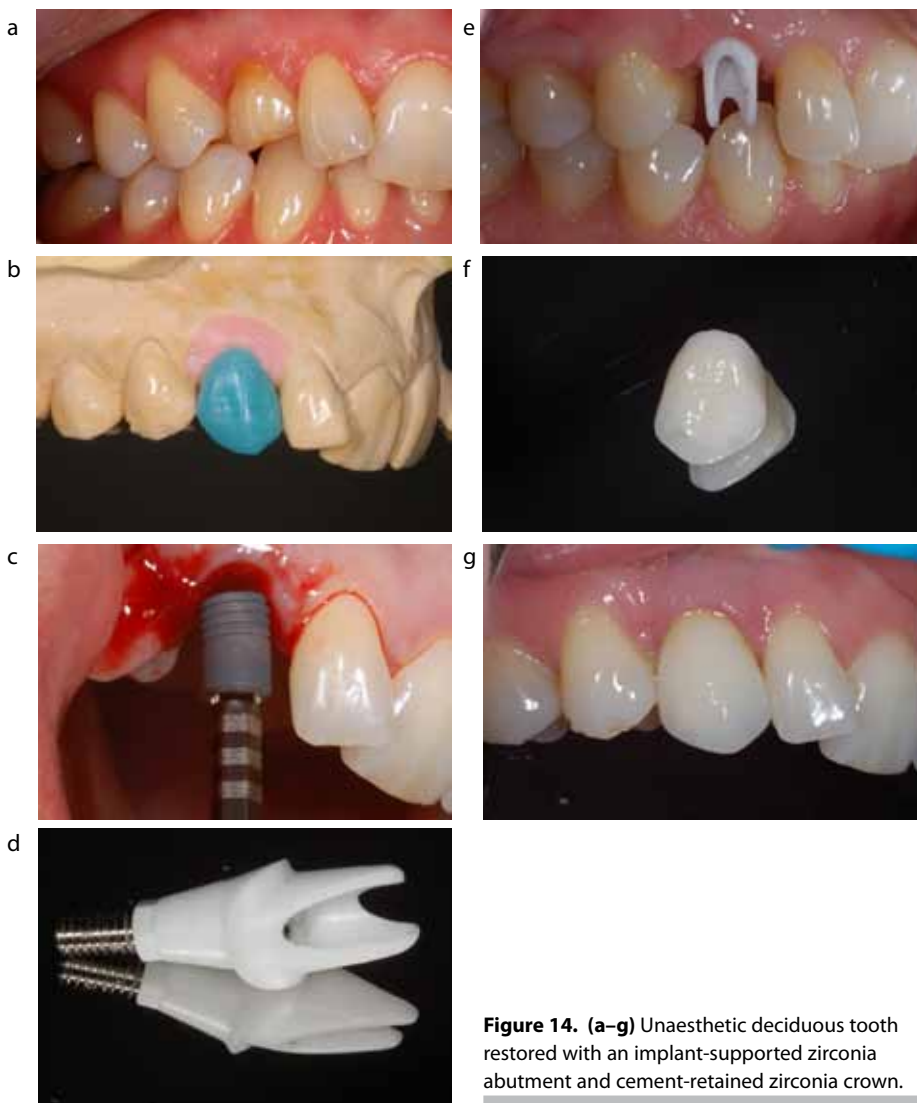 a
e
b
f
c
g
d
Figure 14. (a–g) Unaesthetic deciduous tooth
restored with an implant-supported zirconia
abutment and cement-retained zirconia crown.